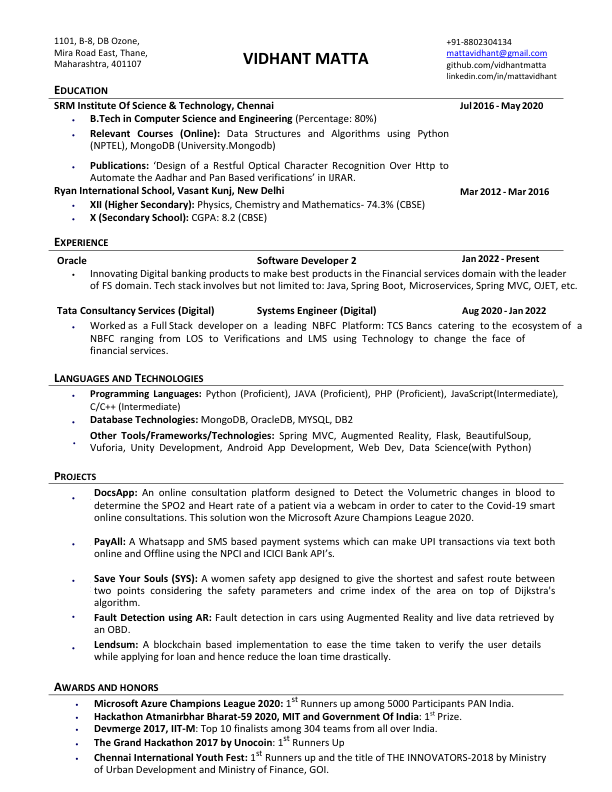 1101, B-8, DB Ozone,
Mira Road East, Thane,
Maharashtra, 401107
VIDHANT MATTA
+91-8802304134
mattavidhant@gmail.com
github.com/vidhantmatta
linkedin.com/in/mattavidhant
EDUCATION
SRM Institute Of Science & Technology, Chennai Jul 2016 - May 2020
• B.Tech in Computer Science and Engineering (Percentage: 80%)
• Relevant Courses (Online): Data Structures and Algorithms using Python
(NPTEL), MongoDB (University.Mongodb)
• Publications: ‘Design of a Restful Optical Character Recognition Over Http to
Automate the Aadhar and Pan Based verifications’ in IJRAR.
Ryan International School, Vasant Kunj, New Delhi Mar 2012 - Mar 2016
• XII (Higher Secondary): Physics, Chemistry and Mathematics- 74.3% (CBSE)
• X (Secondary School): CGPA: 8.2 (CBSE)
EXPERIENCE
Oracle Software Developer 2 Jan 2022 - Present
• Innovating Digital banking products to make best products in the Financial services domain with the leader
of FS domain. Tech stack involves but not limited to: Java, Spring Boot, Microservices, Spring MVC, OJET, etc.
Tata Consultancy Services (Digital) Systems Engineer (Digital) Aug 2020 - Jan 2022
• Worked as a Full Stack developer on a leading NBFC Platform: TCS Bancs catering to the ecosystem of a
NBFC ranging from LOS to Verifications and LMS using Technology to change the face of
financial services.
LANGUAGES AND TECHNOLOGIES
• Programming Languages: Python (Proficient), JAVA (Proficient), PHP (Proficient), JavaScript(Intermediate),
C/C++ (Intermediate)
• Database Technologies: MongoDB, OracleDB, MYSQL, DB2
• Other Tools/Frameworks/Technologies: Spring MVC, Augmented Reality, Flask, BeautifulSoup,
Vuforia, Unity Development, Android App Development, Web Dev, Data Science(with Python)
PROJECTS
• DocsApp: An online consultation platform designed to Detect the Volumetric changes in blood to
determine the SPO2 and Heart rate of a patient via a webcam in order to cater to the Covid-19 smart
online consultations. This solution won the Microsoft Azure Champions League 2020.
• PayAll: A Whatsapp and SMS based payment systems which can make UPI transactions via text both
online and Offline using the NPCI and ICICI Bank API’s.
• Save Your Souls (SYS): A women safety app designed to give the shortest and safest route between
two points considering the safety parameters and crime index of the area on top of Dijkstra's
algorithm.
• Fault Detection using AR: Fault detection in cars using Augmented Reality and live data retrieved by
an OBD.
• Lendsum: A blockchain based implementation to ease the time taken to verify the user details
while applying for loan and hence reduce the loan time drastically.
AWARDS AND HONORS
• Microsoft Azure Champions League 2020: 1st Runners up among 5000 Participants PAN India.
• Hackathon Atmanirbhar Bharat-59 2020, MIT and Government Of India: 1st Prize.
• Devmerge 2017, IIT-M: Top 10 finalists among 304 teams from all over India.
• The Grand Hackathon 2017 by Unocoin: 1st Runners Up
• Chennai International Youth Fest: 1st Runners up and the title of THE INNOVATORS-2018 by Ministry
of Urban Development and Ministry of Finance, GOI.